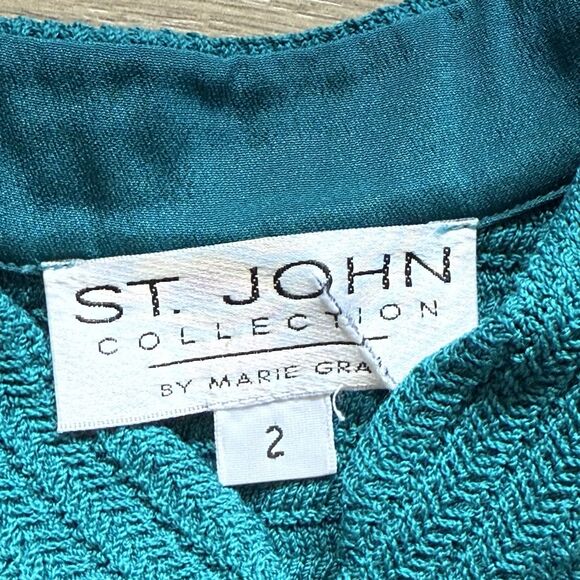 ST. JOHN
COLLECTION
BY MARIE GRA
2